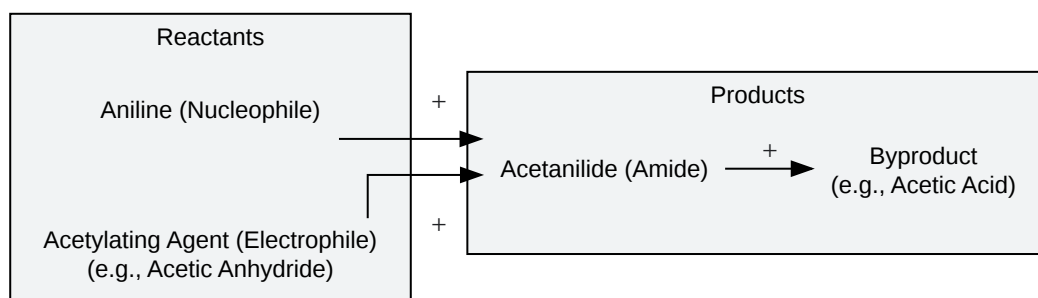 Reactants
Aniline (Nucleophile)
+
Products
Acetanilide (Amide)
+
Byproduct
(e.g., Acetic Acid)
+
Acetylating Agent (Electrophile)
(e.g., Acetic Anhydride)